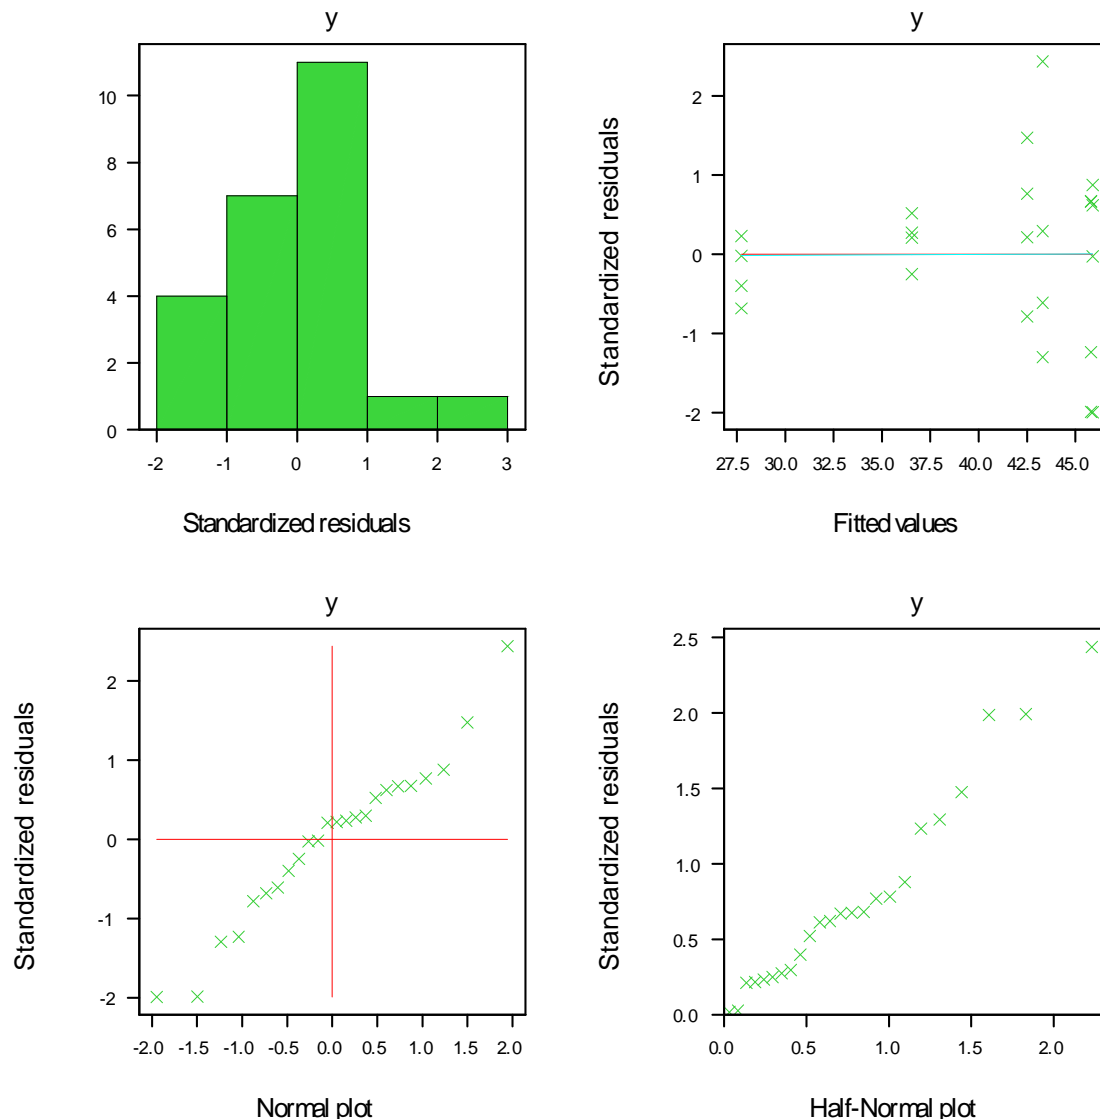 y
10
8
6
4
2
0
-2 -1 0 1 2 3
Standardized residuals
y
Standardized residuals
2
1
0
-1
-2
27.5 30.0 32.5 35.0 37.5 40.0 42.5 45.0
Fitted values
y
Standardized residuals
2
1
0
-1
-2
-2.0 -1.5 -1.0 -0.5 0.0 0.5 1.0 1.5 2.0
Normal plot
y
Standardized residuals
2.5
2.0
1.5
1.0
0.5
0.0
0.0 0.5 1.0 1.5 2.0
Half-Normal plot